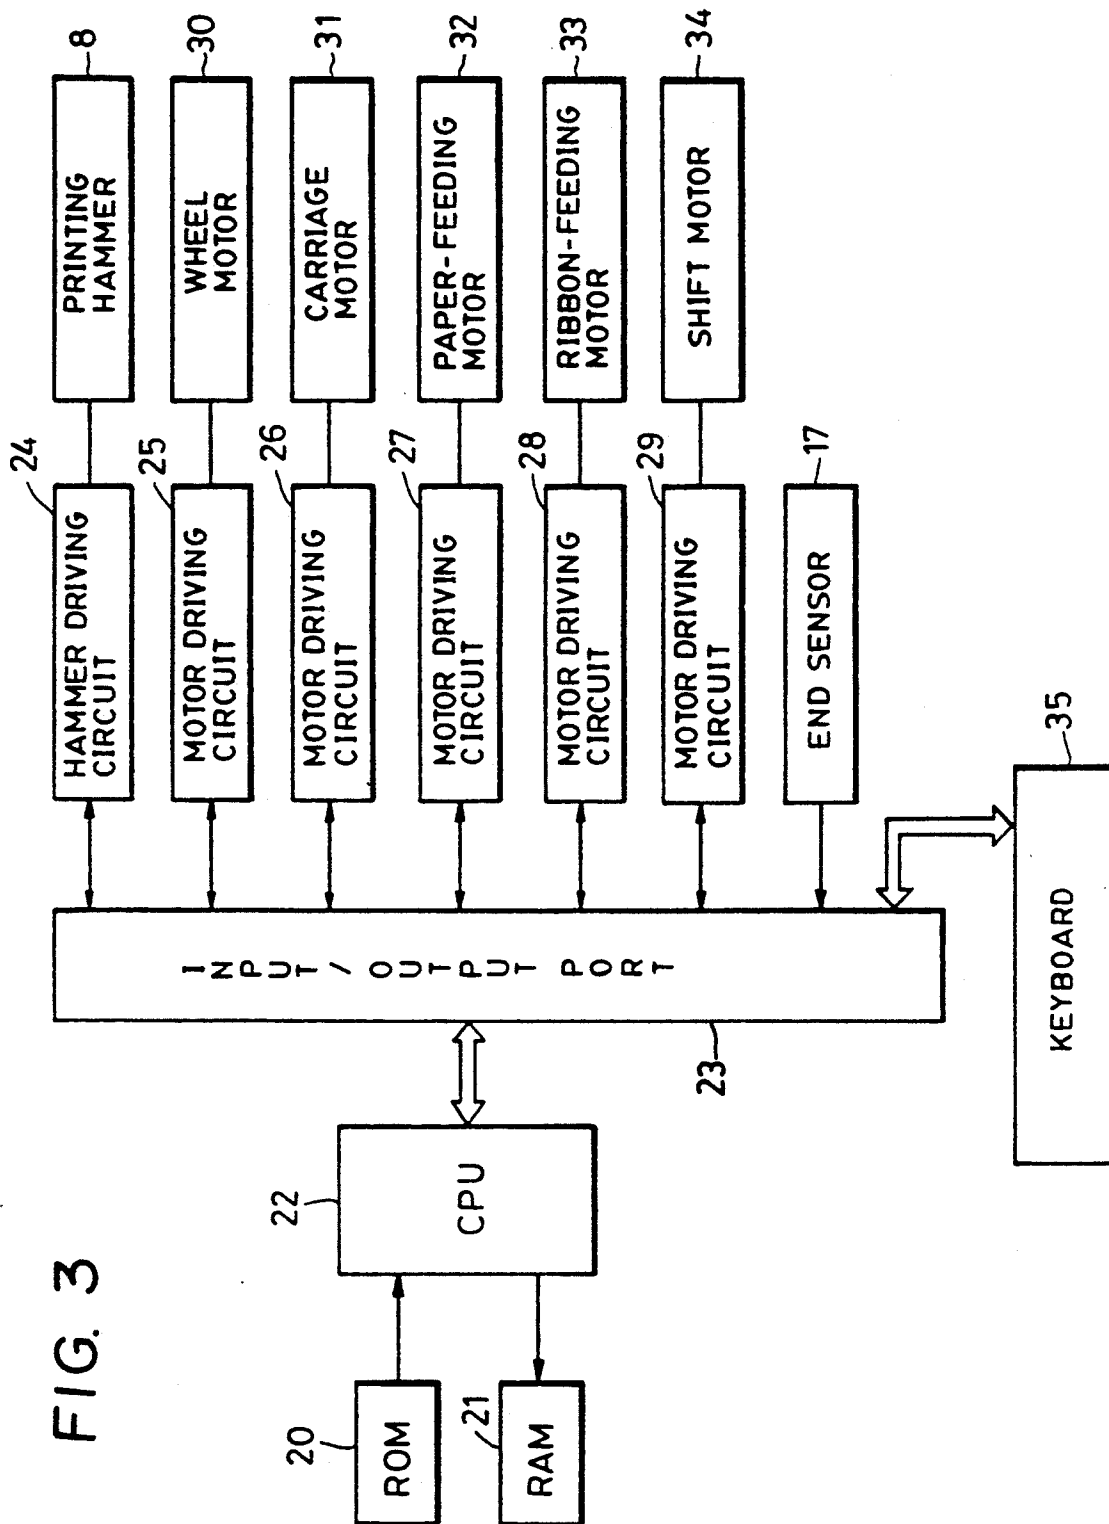 FIG. 3
20
ROM
21
RAM
22
CPU
INPUT / OUTPUT PORT
23
24
HAMMER DRIVING
CIRCUIT
25
MOTOR DRIVING
CIRCUIT
26
MOTOR DRIVING
CIRCUIT
27
MOTOR DRIVING
CIRCUIT
28
MOTOR DRIVING
CIRCUIT
29
MOTOR DRIVING
CIRCUIT
END SENSOR
17
PRINTING
HAMMER
8
WHEEL
MOTOR
30
CARRIAGE
MOTOR
31
PAPER-FEEDING
MOTOR
32
RIBBON-FEEDING
MOTOR
33
SHIFT MOTOR
34
KEYBOARD
35